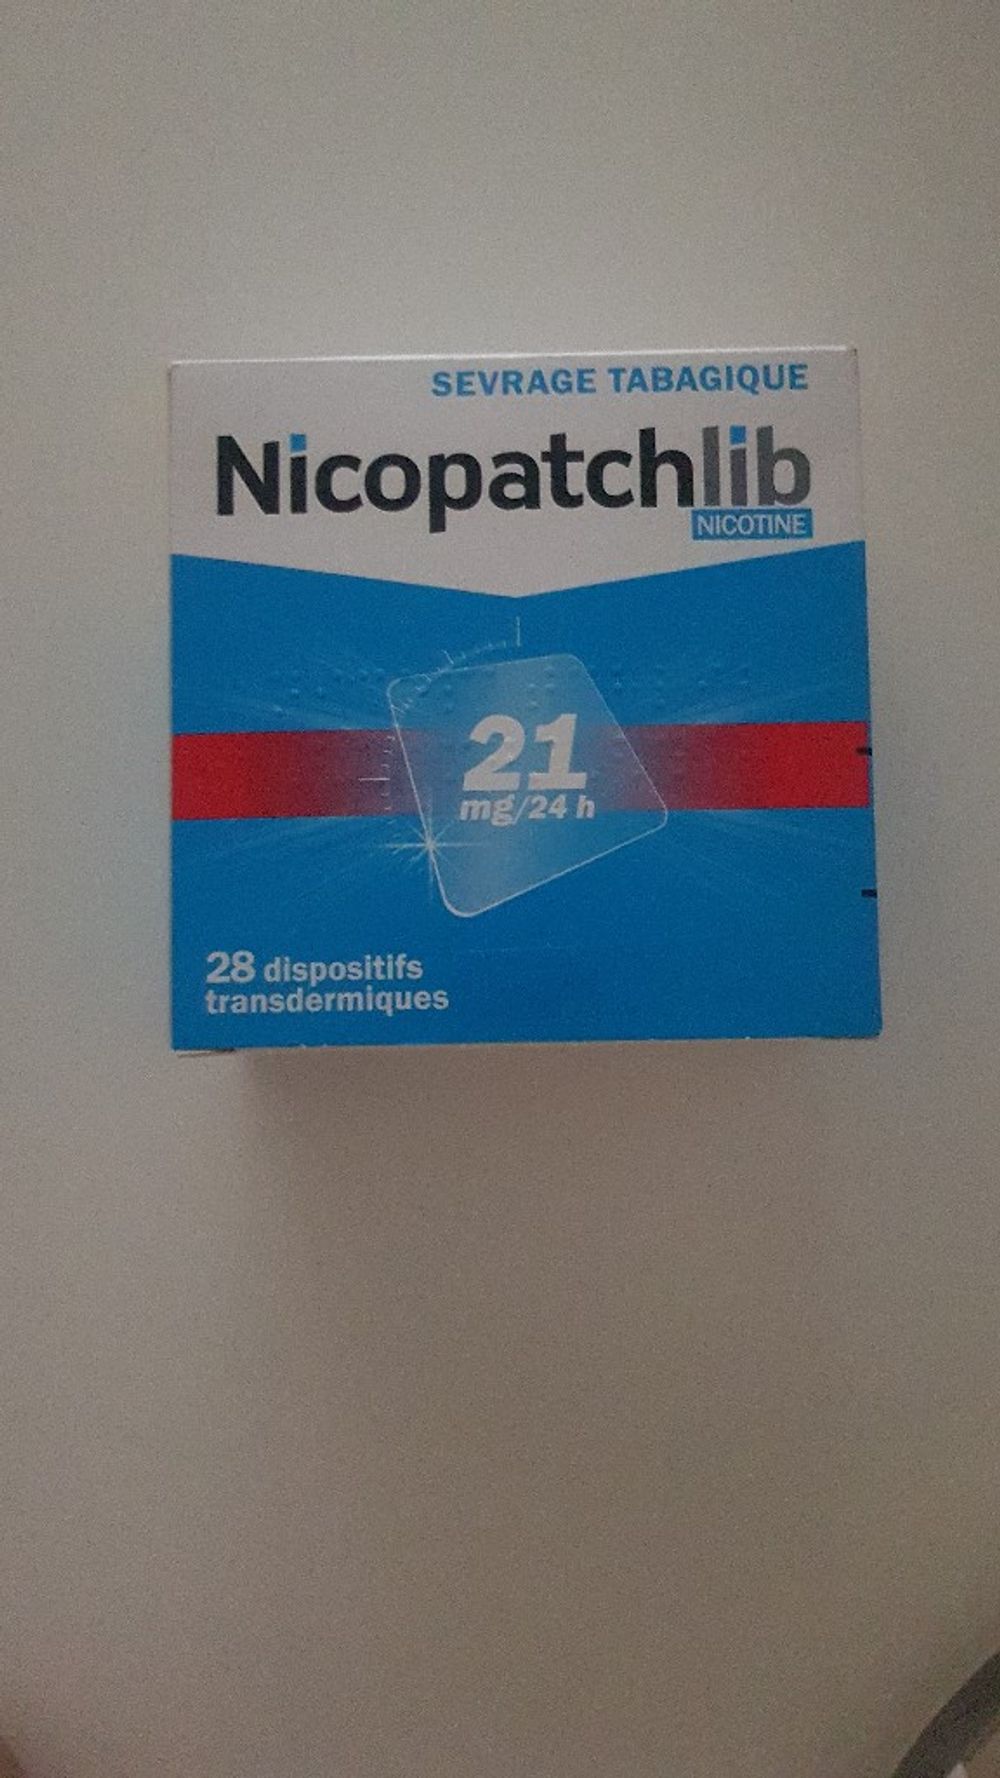 SEVRAGE TABAGIQUE
Nicopatchlib
NICOTINE
21
mg/24 h
28 dispositifs
transdermiques